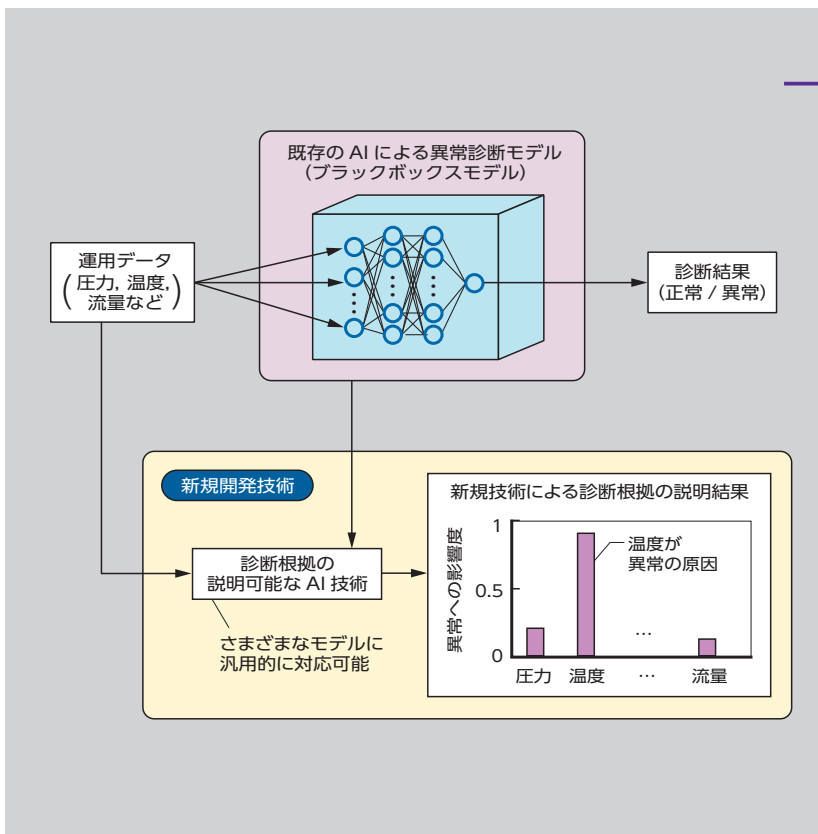 既存の AI による異常診断モデル
(ブラックボックスモデル)
運用データ
(圧力, 温度,
流量など)
診断結果
(正常 / 異常)
新規開発技術
診断根拠の
説明可能な AI 技術
さまざまなモデルに
汎用的に対応可能
新規技術による診断根拠の説明結果
異常への影響度
1
0.5
0
温度が
異常の原因
…
圧力 温度 … 流量